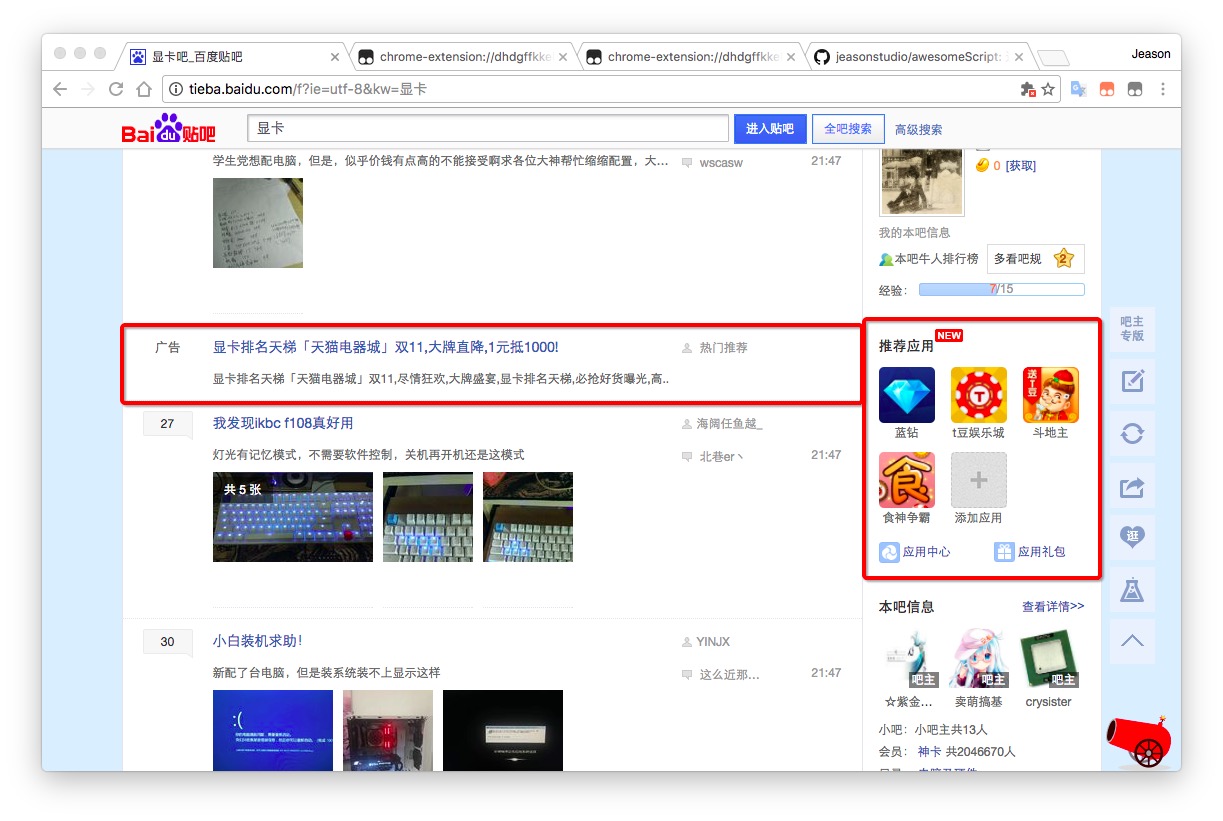 显卡吧_百度贴吧
chrome-extension://dhdgffkke
chrome-extension://dhdgffkke
jeasonstudio/awesomeScript:
Jeason
tieba.baidu.com/f?ie=utf-8&kw=显卡
Bai du 贴吧
显卡
进入贴吧
全吧搜索
高级搜索
学生党想配电脑，但是，似乎价钱有点高的不能接受啊求各位大神帮忙缩缩配置，大...
wscasw
21:47
0 [获取]
我的本吧信息
本吧牛人排行榜
多看吧规
2
经验：
7/15
吧主
专版
广告
显卡排名天梯「天猫电器城」双11,大牌直降,1元抵1000!
热门推荐
显卡排名天梯「天猫电器城」双11,尽情狂欢,大牌盛宴,显卡排名天梯,必抢好货曝光,高..
推荐应用
NEW
T
送T豆
蓝钻
t豆娱乐城
斗地主
食
食神争霸
添加应用
应用中心
应用礼包
27
我发现ikbc f108真好用
海阔任鱼越_
灯光有记忆模式，不需要软件控制，关机再开机还是这模式
北巷er丶
21:47
共 5 张
逛
30
小白装机求助！
YINJX
新配了台电脑，但是装系统装不上显示这样
这么近那...
21:47
:(
本吧信息
查看详情>>
吧主
吧主
吧主
☆紫金...
卖萌搞基
crysister
小吧：小吧主共13人
会员： 神卡 共2046670人